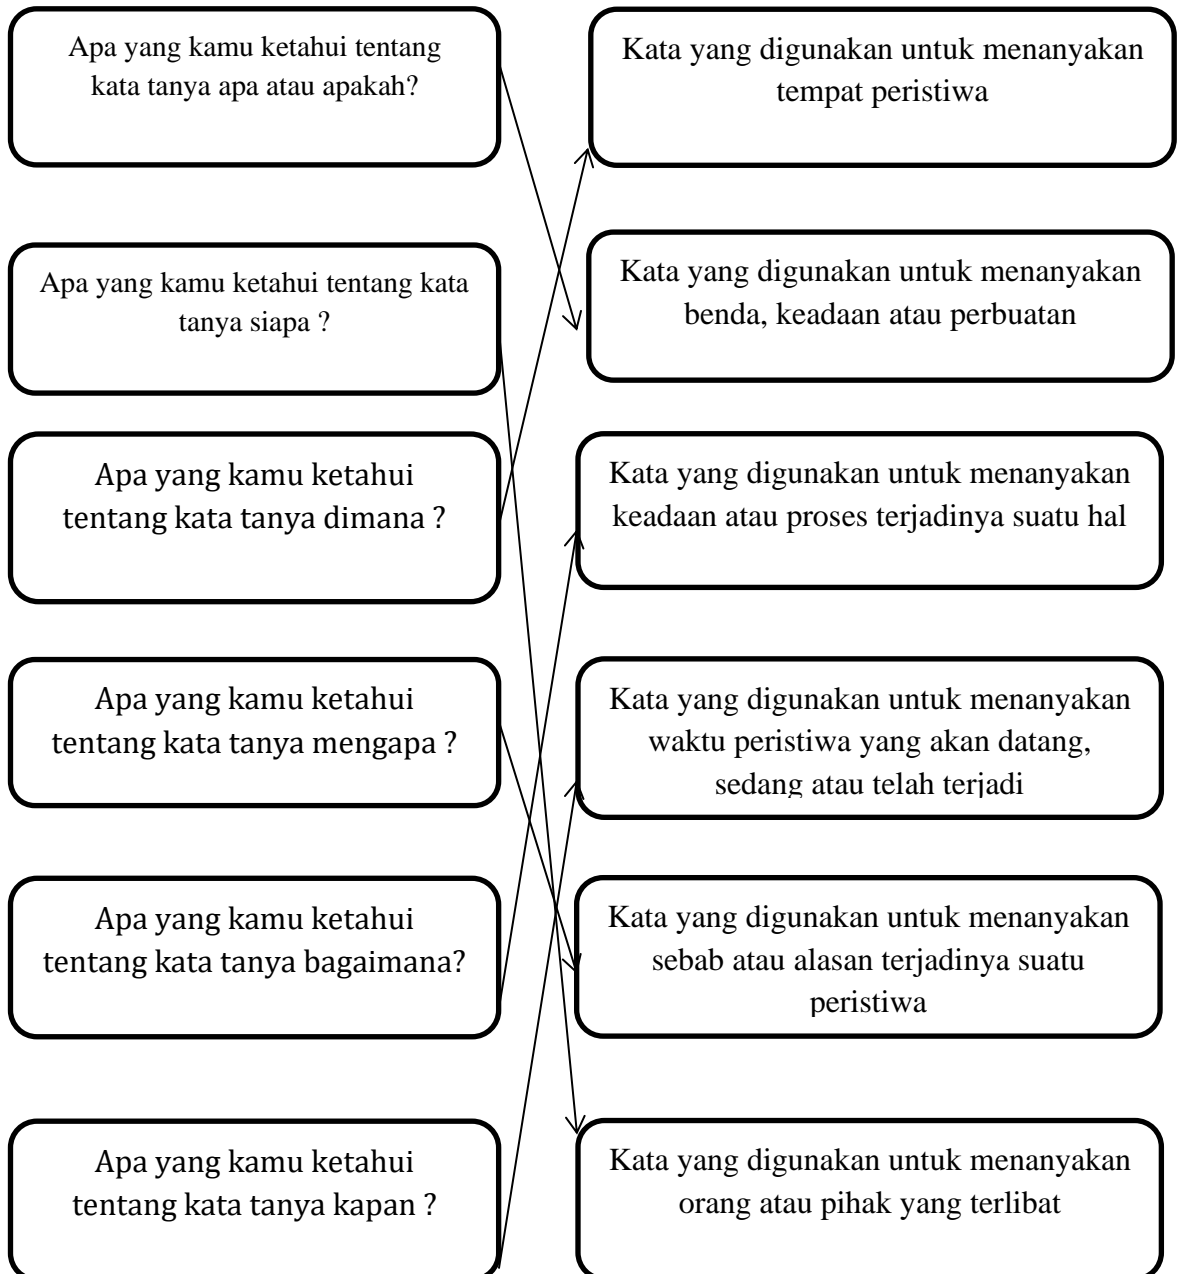 Apa yang kamu ketahui tentang
kata tanya apa atau apakah?
Kata yang digunakan untuk menanyakan
tempat peristiwa
Apa yang kamu ketahui tentang kata
tanya siapa ?
Kata yang digunakan untuk menanyakan
benda, keadaan atau perbuatan
Apa yang kamu ketahui
tentang kata tanya dimana ?
Kata yang digunakan untuk menanyakan
keadaan atau proses terjadinya suatu hal
Apa yang kamu ketahui
tentang kata tanya mengapa ?
Kata yang digunakan untuk menanyakan
waktu peristiwa yang akan datang,
sedang atau telah terjadi
Apa yang kamu ketahui
tentang kata tanya bagaimana?
Kata yang digunakan untuk menanyakan
sebab atau alasan terjadinya suatu
peristiwa
Apa yang kamu ketahui
tentang kata tanya kapan ?
Kata yang digunakan untuk menanyakan
orang atau pihak yang terlibat